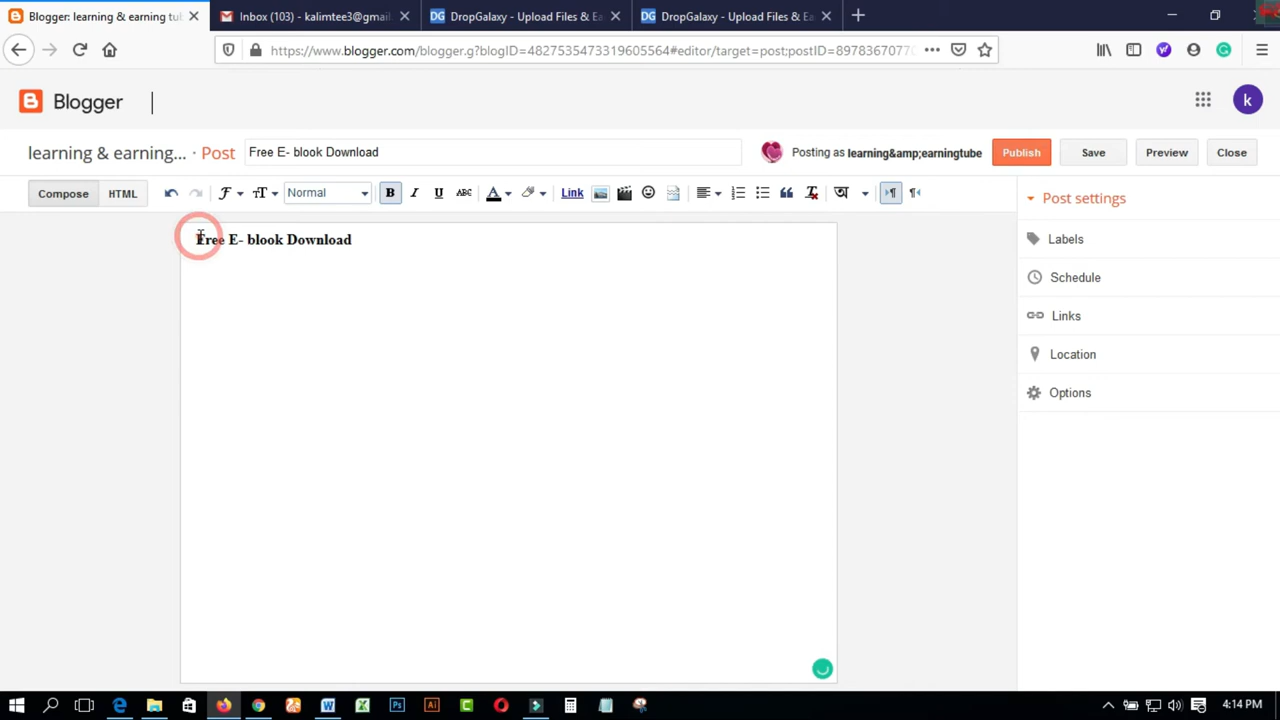 Blogger: learning & earning tu
Inbox (103) - kalimtee3@gmail.
DG DropGalaxy - Upload Files & Ea
DG DropGalaxy - Upload Files & Ea
https://www.blogger.com/blogger.g?blogID=4827535473319605564#editor/target=post;postID=897836707
Blogger
k
learning & earning... · Post
Free E- blook Download
Posting as learning&amp;earningtube
Publish
Save
Preview
Close
Compose
HTML
Normal
B
I
U
ABC
A
Link
Post settings
Free E- blook Download
Labels
Schedule
Links
Location
Options
4:14 PM